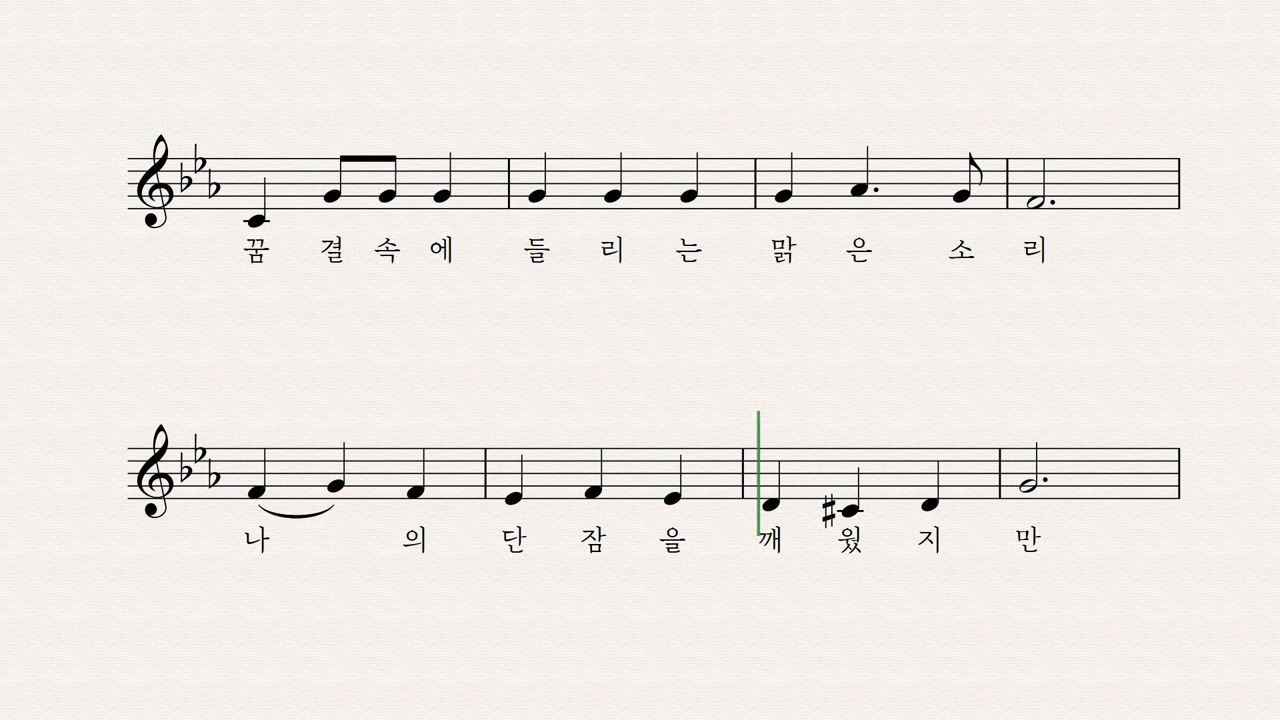 꿈 결 속 에 들 리 는 맑 은 소 리
나 의 단 잠 을 깨 웠 지 만